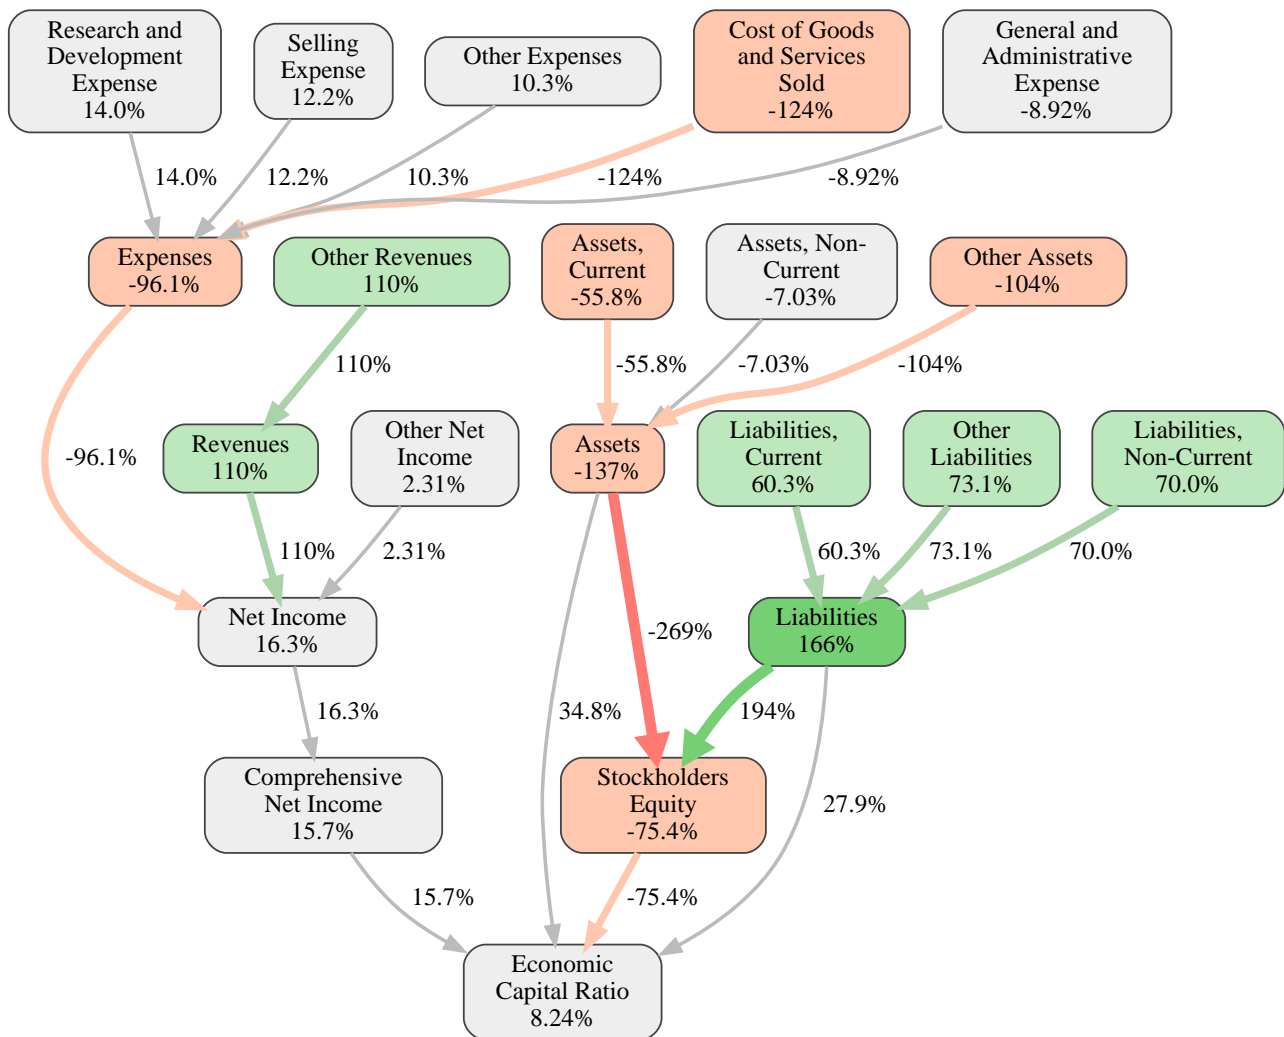 Research and
Development
Expense
14.0%
Selling
Expense
12.2%
Other Expenses
10.3%
Cost of Goods
and Services
Sold
-124%
General and
Administrative
Expense
-8.92%
14.0%
12.2%
10.3%
-124%
-8.92%
Expenses
-96.1%
Other Revenues
110%
Assets,
Current
-55.8%
Assets, Non-
Current
-7.03%
Other Assets
-104%
110%
-55.8%
-7.03%
-104%
-96.1%
Revenues
110%
Other Net
Income
2.31%
Assets
-137%
Liabilities,
Current
60.3%
Other
Liabilities
73.1%
Liabilities,
Non-Current
70.0%
110%
2.31%
60.3%
73.1%
70.0%
Net Income
16.3%
-269%
Liabilities
166%
16.3%
34.8%
194%
Comprehensive
Net Income
15.7%
Stockholders
Equity
-75.4%
27.9%
15.7%
-75.4%
Economic
Capital Ratio
8.24%